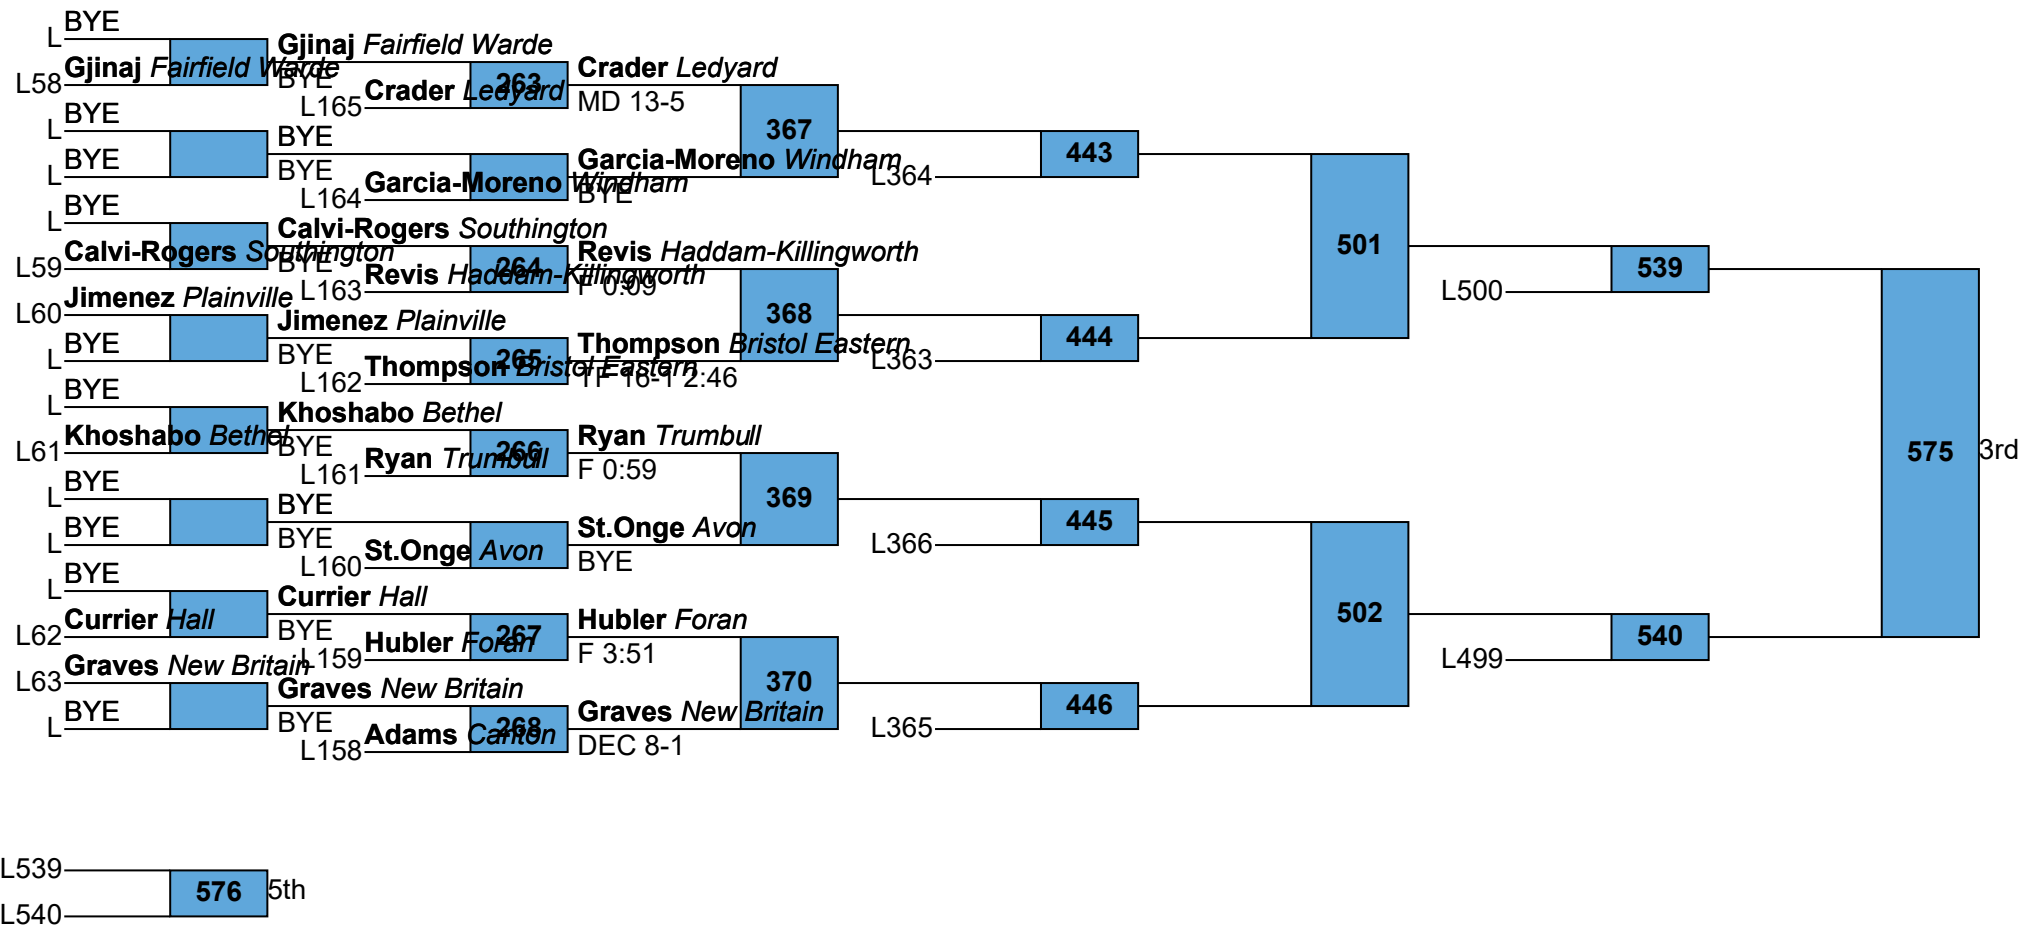 BYE
L
Gjinaj Fairfield Warde
L58
BYE
L
BYE
L
BYE
L
Calvi-Rogers Southington
L59
Jimenez Plainville
L60
BYE
L
BYE
L
Khoshabo Bethel
L61
BYE
L
BYE
L
BYE
L
Currier Hall
L62
Graves New Britain
L63
BYE
L
Gjinaj Fairfield Warde
BYE
263
Crader Ledyard
L165
BYE
BYE
Garcia-Moreno Windham
L164
Calvi-Rogers Southington
BYE
264
Revis Haddam-Killingworth
L163
Jimenez Plainville
BYE
265
Thompson Bristol Eastern
L162
Khoshabo Bethel
BYE
266
Ryan Trumbull
L161
BYE
BYE
St.Onge Avon
L160
Currier Hall
BYE
267
Hubler Foran
L159
Graves New Britain
BYE
268
Adams Canton
L158
Crader Ledyard
MD 13-5
367
Garcia-Moreno Windham
BYE
Revis Haddam-Killingworth
F 0:09
368
Thompson Bristol Eastern
TF 16-1 2:46
Ryan Trumbull
F 0:59
369
St.Onge Avon
BYE
Hubler Foran
F 3:51
370
Graves New Britain
DEC 8-1
443
L364
444
L363
445
L366
446
L365
501
502
539
L500
540
L499
575
3rd
L539
576
5th
L540